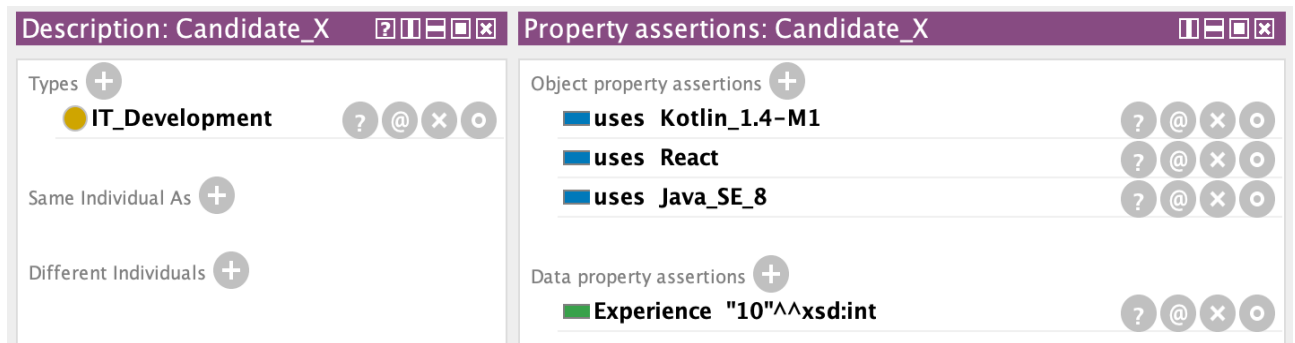 Description: Candidate_X
Types
IT_Development
Same Individual As
Different Individuals
Property assertions: Candidate_X
Object property assertions
uses Kotlin_1.4-M1
uses React
uses Java_SE_8
Data property assertions
Experience "10"^^xsd:int